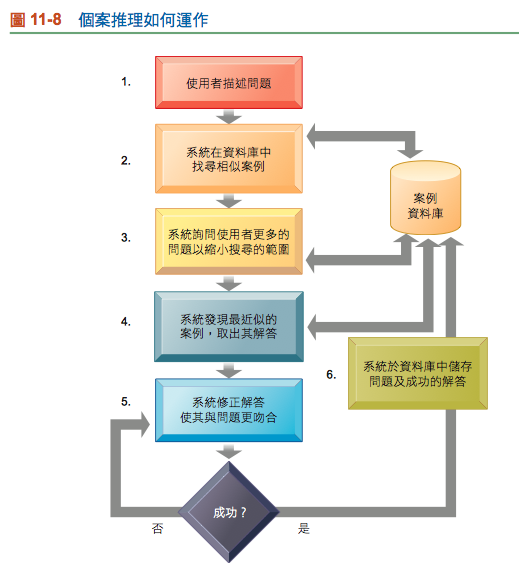 圖 11-8 個案推理如何運作
1.
使用者描述問題
2.
系統在資料庫中
找尋相似案例
案例
資料庫
3.
系統詢問使用者更多的
問題以縮小搜尋的範圍
4.
系統發現最近似的
案例，取出其解答
5.
系統修正解答
使其與問題更吻合
6.
系統於資料庫中儲存
問題及成功的解答
成功？
否
是